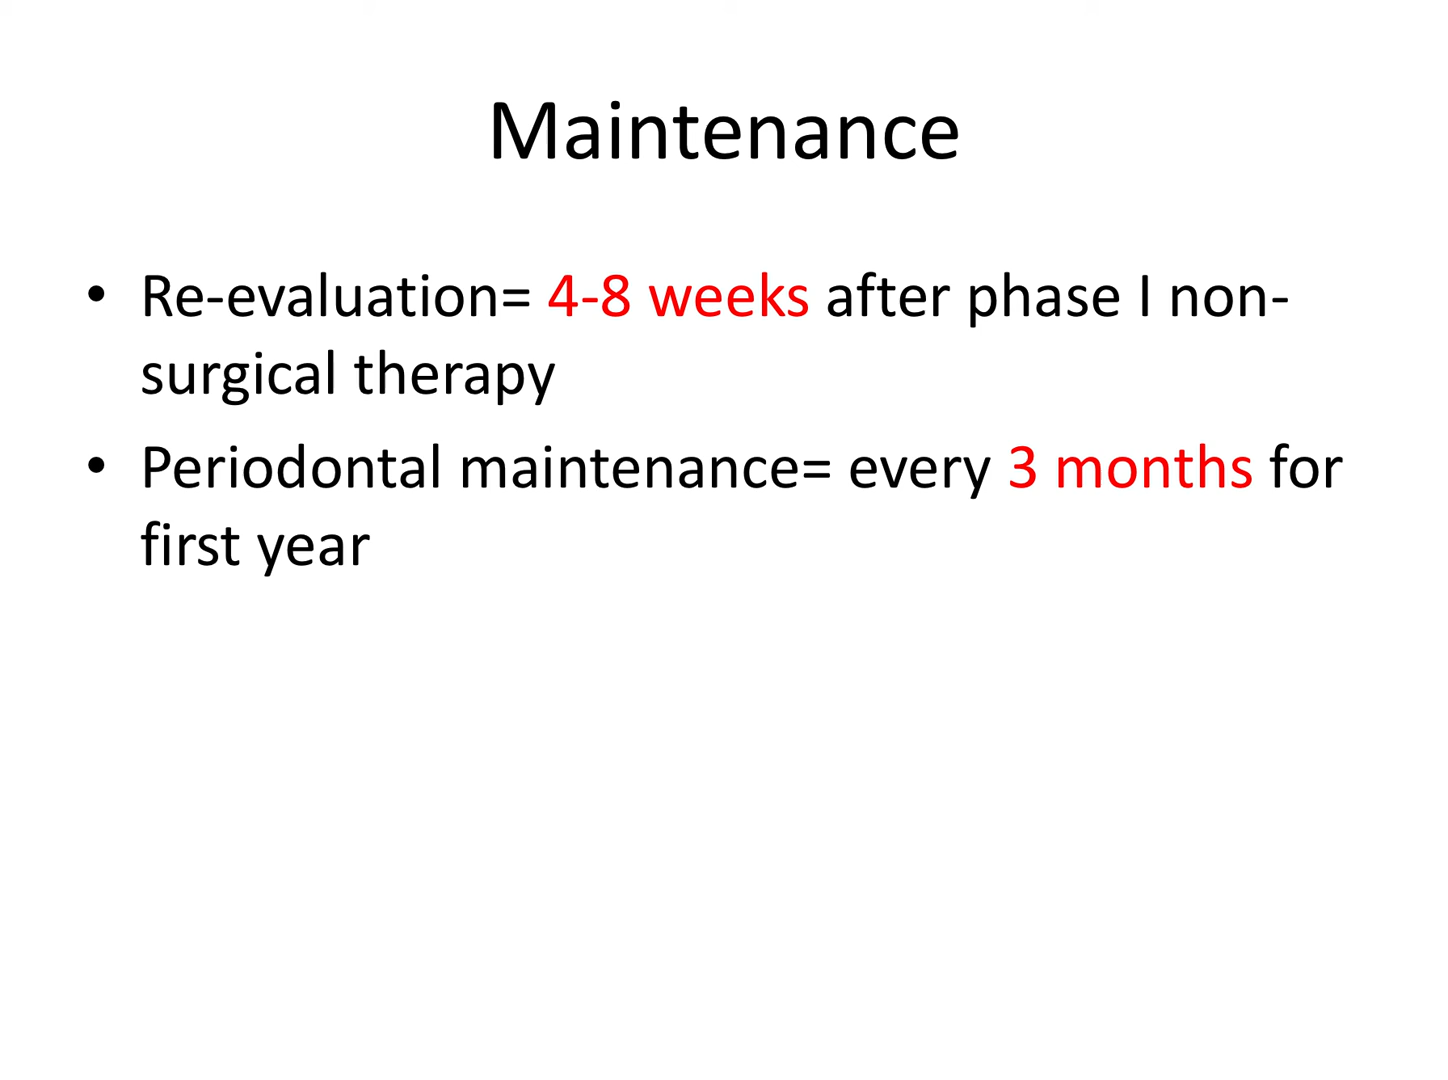 Maintenance
• Re-evaluation= 4-8 weeks after phase I non-
surgical therapy
• Periodontal maintenance= every 3 months for
first year